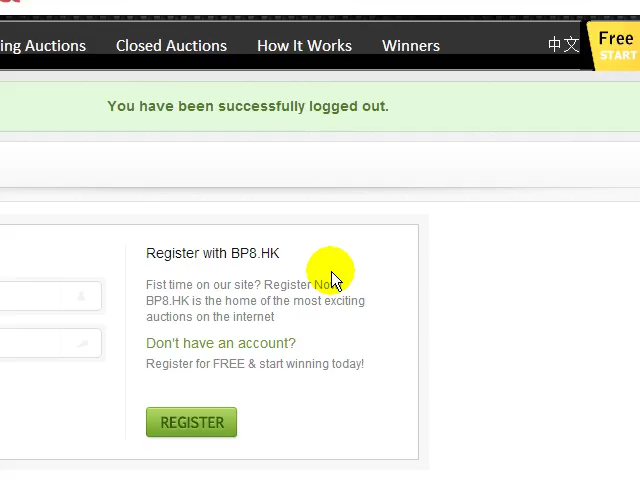 ing Auctions Closed Auctions How It Works Winners 中文 Free
START
You have been successfully logged out.
Register with BP8.HK
Fist time on our site? Register
BP8.HK is the home of the most exciting
auctions on the internet
Don't have an account?
Register for FREE & start winning today!
REGISTER